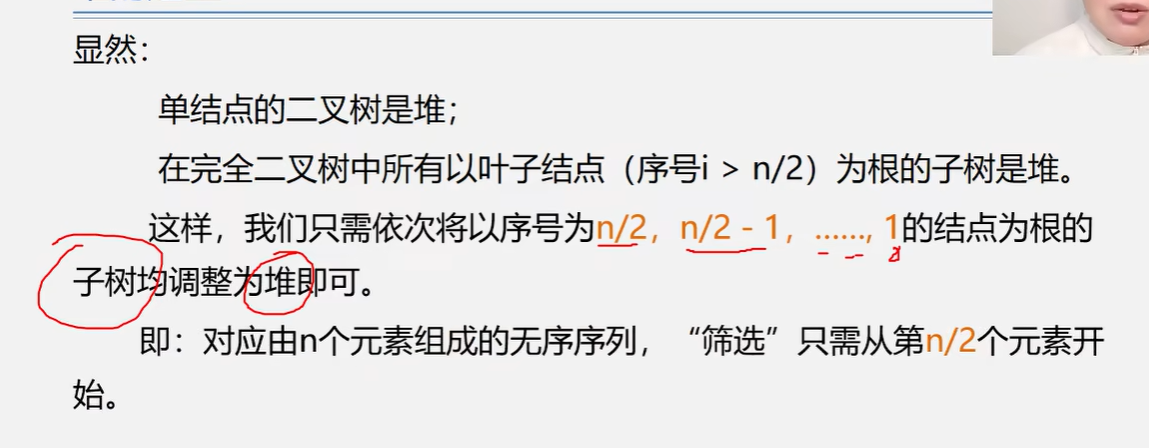 显然：
单结点的二叉树是堆；
在完全二叉树中所有以叶子结点（序号i > n/2）为根的子树是堆。
这样，我们只需依次将以序号为n/2，n/2 - 1，……, 1的结点为根的
子树均调整为堆即可。
即：对应由n个元素组成的无序序列，“筛选”只需从第n/2个元素开
始。